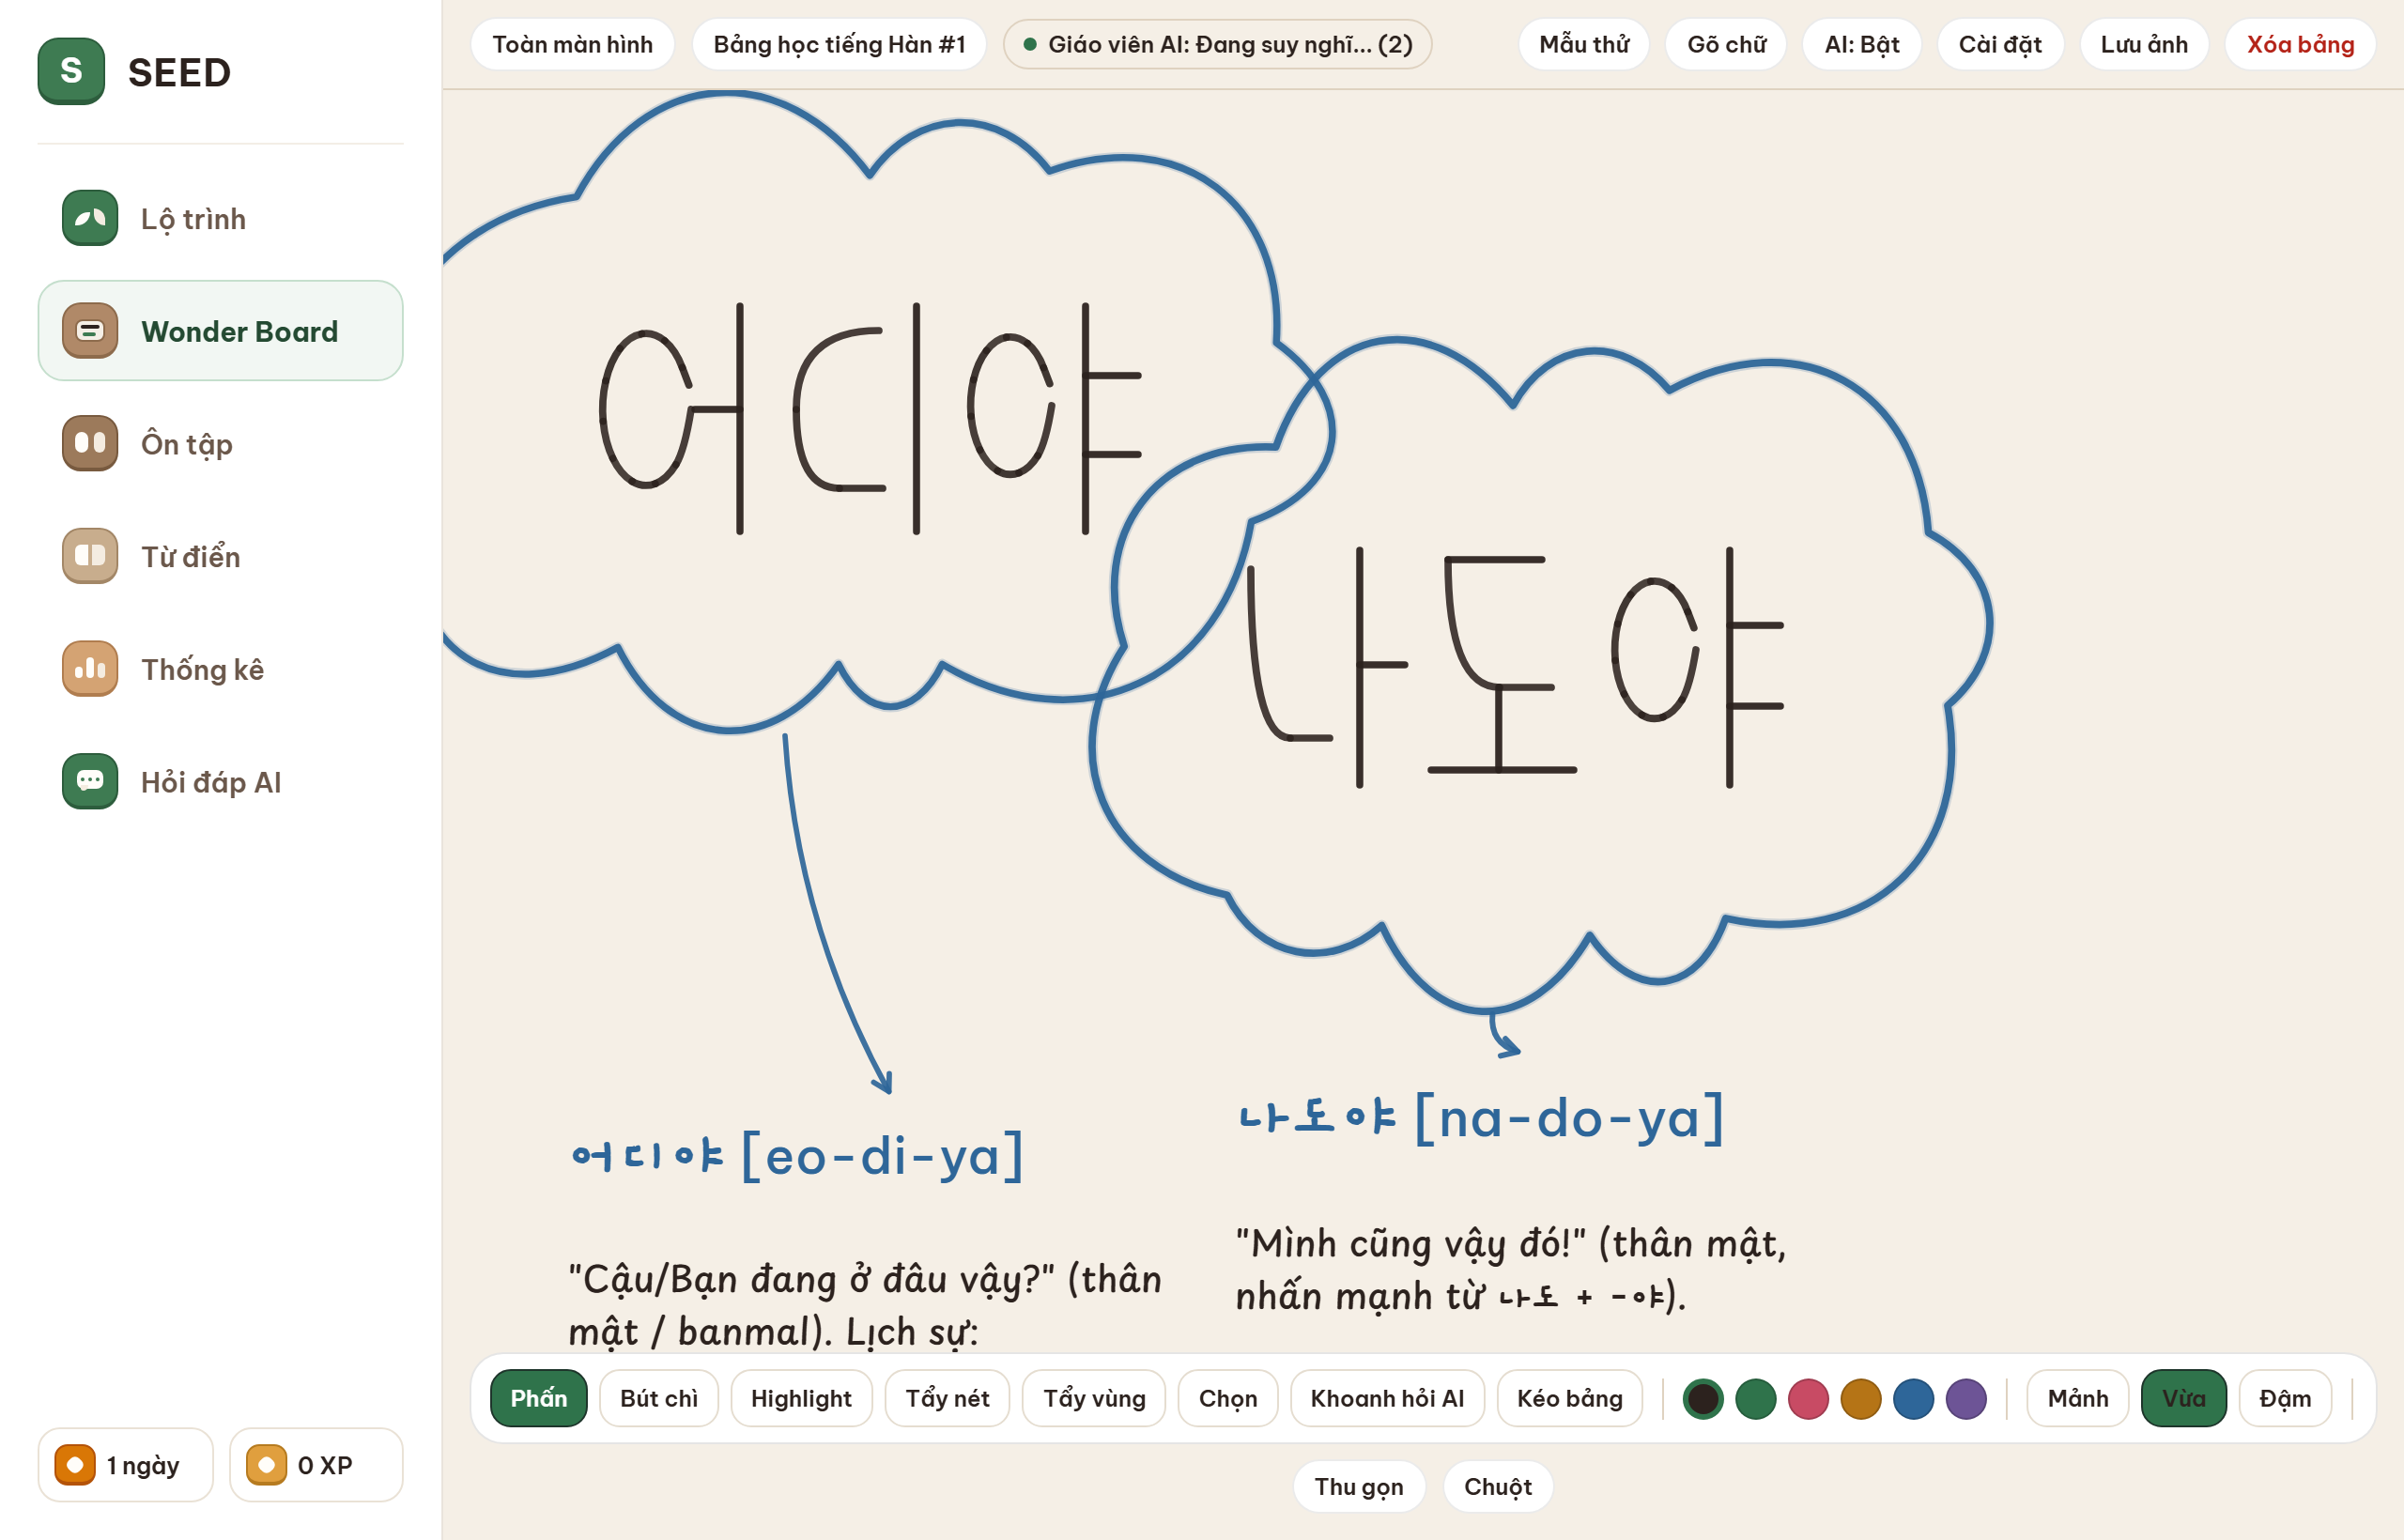 S SEED
Lộ trình
Wonder Board
Ôn tập
Từ điển
Thống kê
Hỏi đáp AI
1 ngày
0 XP
Toàn màn hình
Bảng học tiếng Hàn #1
Giáo viên AI: Đang suy nghĩ... (2)
Mẫu thử
Gõ chữ
AI: Bật
Cài đặt
Lưu ảnh
Xóa bảng
어디야
나도야
어디야 [eo-di-ya]
"Cậu/Bạn đang ở đâu vậy?" (thân
mật / banmal). Lịch sự:
나도야 [na-do-ya]
"Mình cũng vậy đó!" (thân mật,
nhấn mạnh từ 나도 + -야).
Phấn
Bút chì
Highlight
Tẩy nét
Tẩy vùng
Chọn
Khoanh hỏi AI
Kéo bảng
Mảnh
Vừa
Đậm
Thu gọn
Chuột